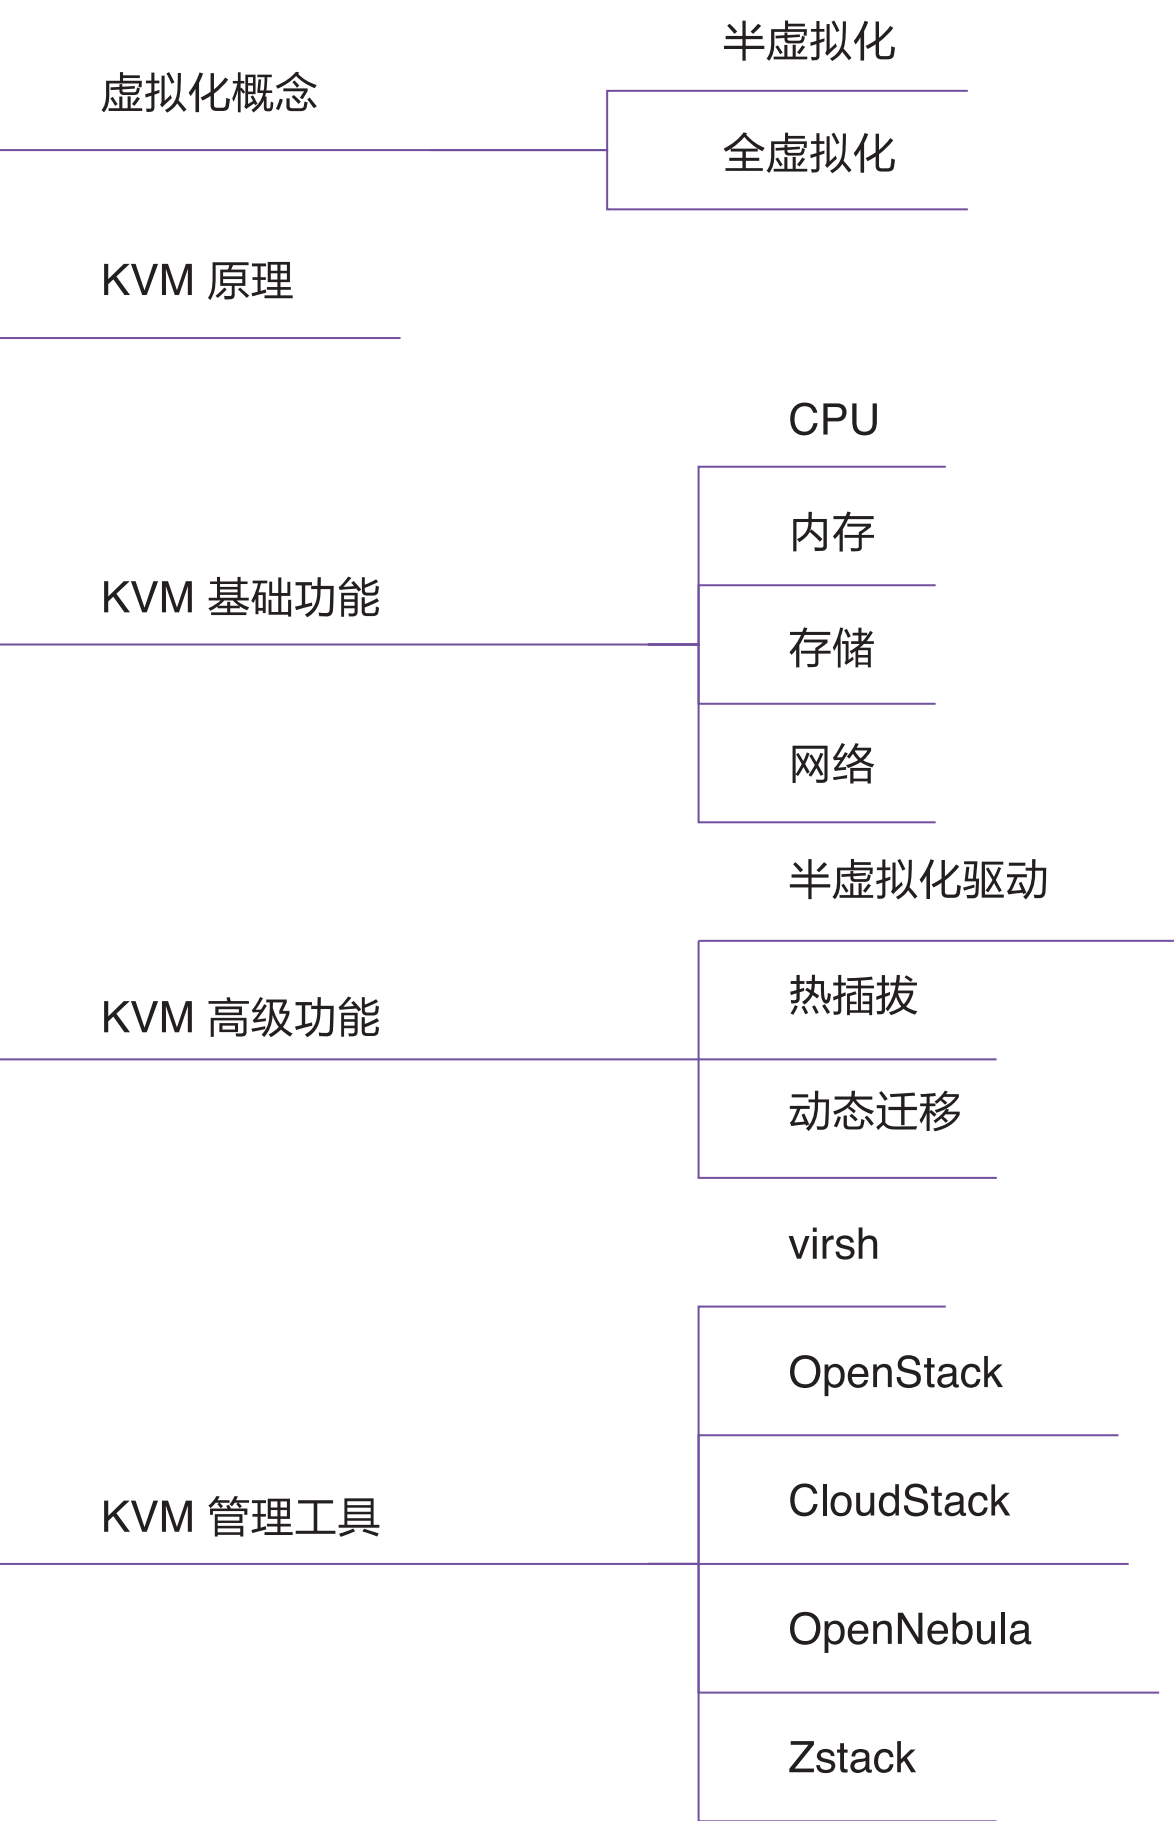 虚拟化概念
半虚拟化
全虚拟化
KVM 原理
KVM 基础功能
CPU
内存
存储
网络
KVM 高级功能
半虚拟化驱动
热插拔
动态迁移
KVM 管理工具
virsh
OpenStack
CloudStack
OpenNebula
Zstack